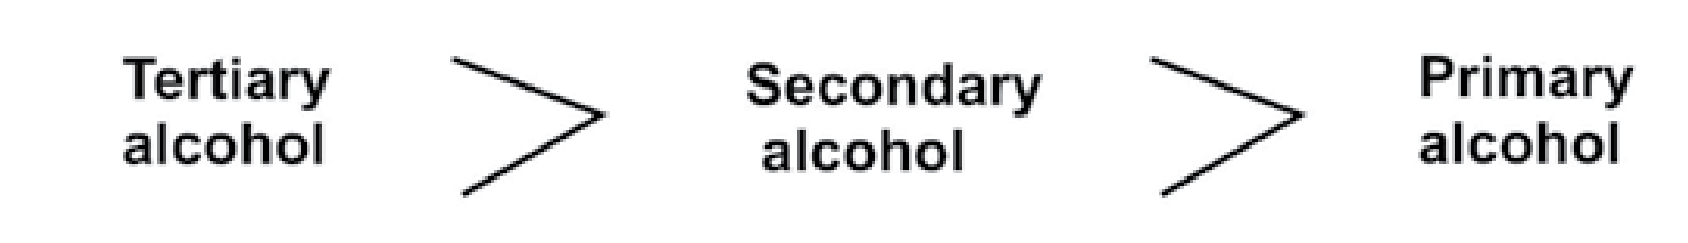 Tertiary
alcohol
>
Secondary
alcohol
>
Primary
alcohol